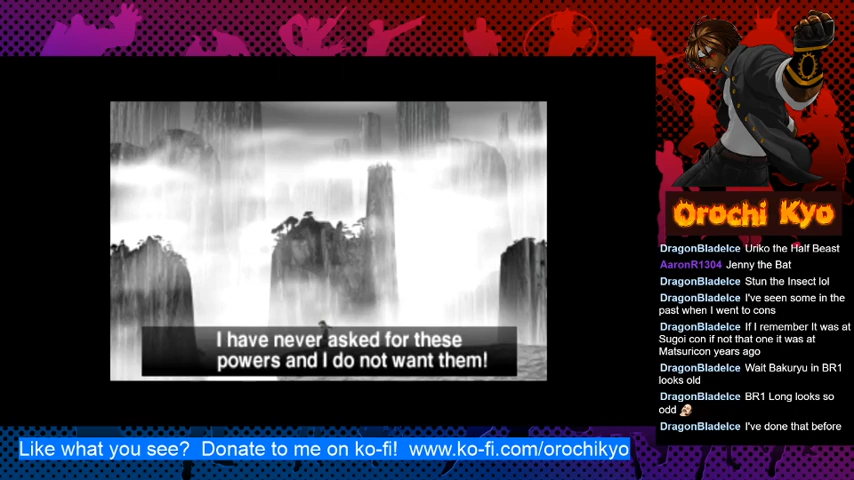 I have never asked for these
powers and I do not want them!
Orochi Kyo
DragonBladeIce Uriko the Half Beast
AaronR1304 Jenny the Bat
DragonBladeIce Stun the Insect lol
DragonBladeIce I've seen some in the
past when I went to cons
DragonBladeIce If I remember It was at
Sugoi con if not that one it was at
Matsuricon years ago
DragonBladeIce Wait Bakuryu in BR1
looks old
DragonBladeIce BR1 Long looks so
odd
DragonBladeIce I've done that before
Like what you see?  Donate to me on ko-fi!  www.ko-fi.com/orochikyo